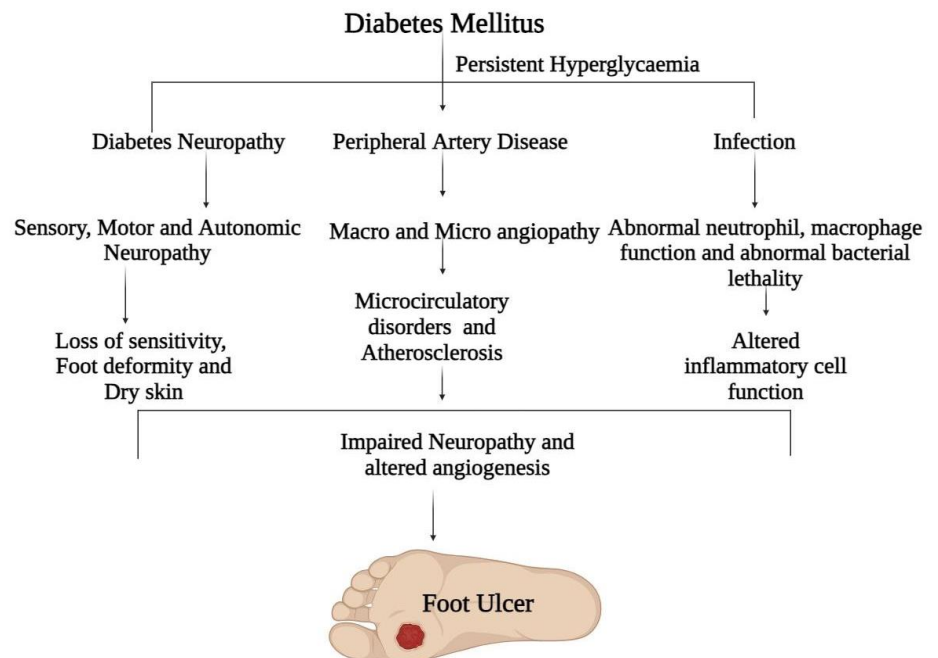 Diabetes Mellitus
Persistent Hyperglycaemia
Diabetes Neuropathy
Peripheral Artery Disease
Infection
Sensory, Motor and Autonomic
Neuropathy
Macro and Micro angiopathy
Abnormal neutrophil, macrophage
function and abnormal bacterial
lethality
Loss of sensitivity,
Foot deformity and
Dry skin
Microcirculatory
disorders and
Atherosclerosis
Altered
inflammatory cell
function
Impaired Neuropathy and
altered angiogenesis
Foot Ulcer